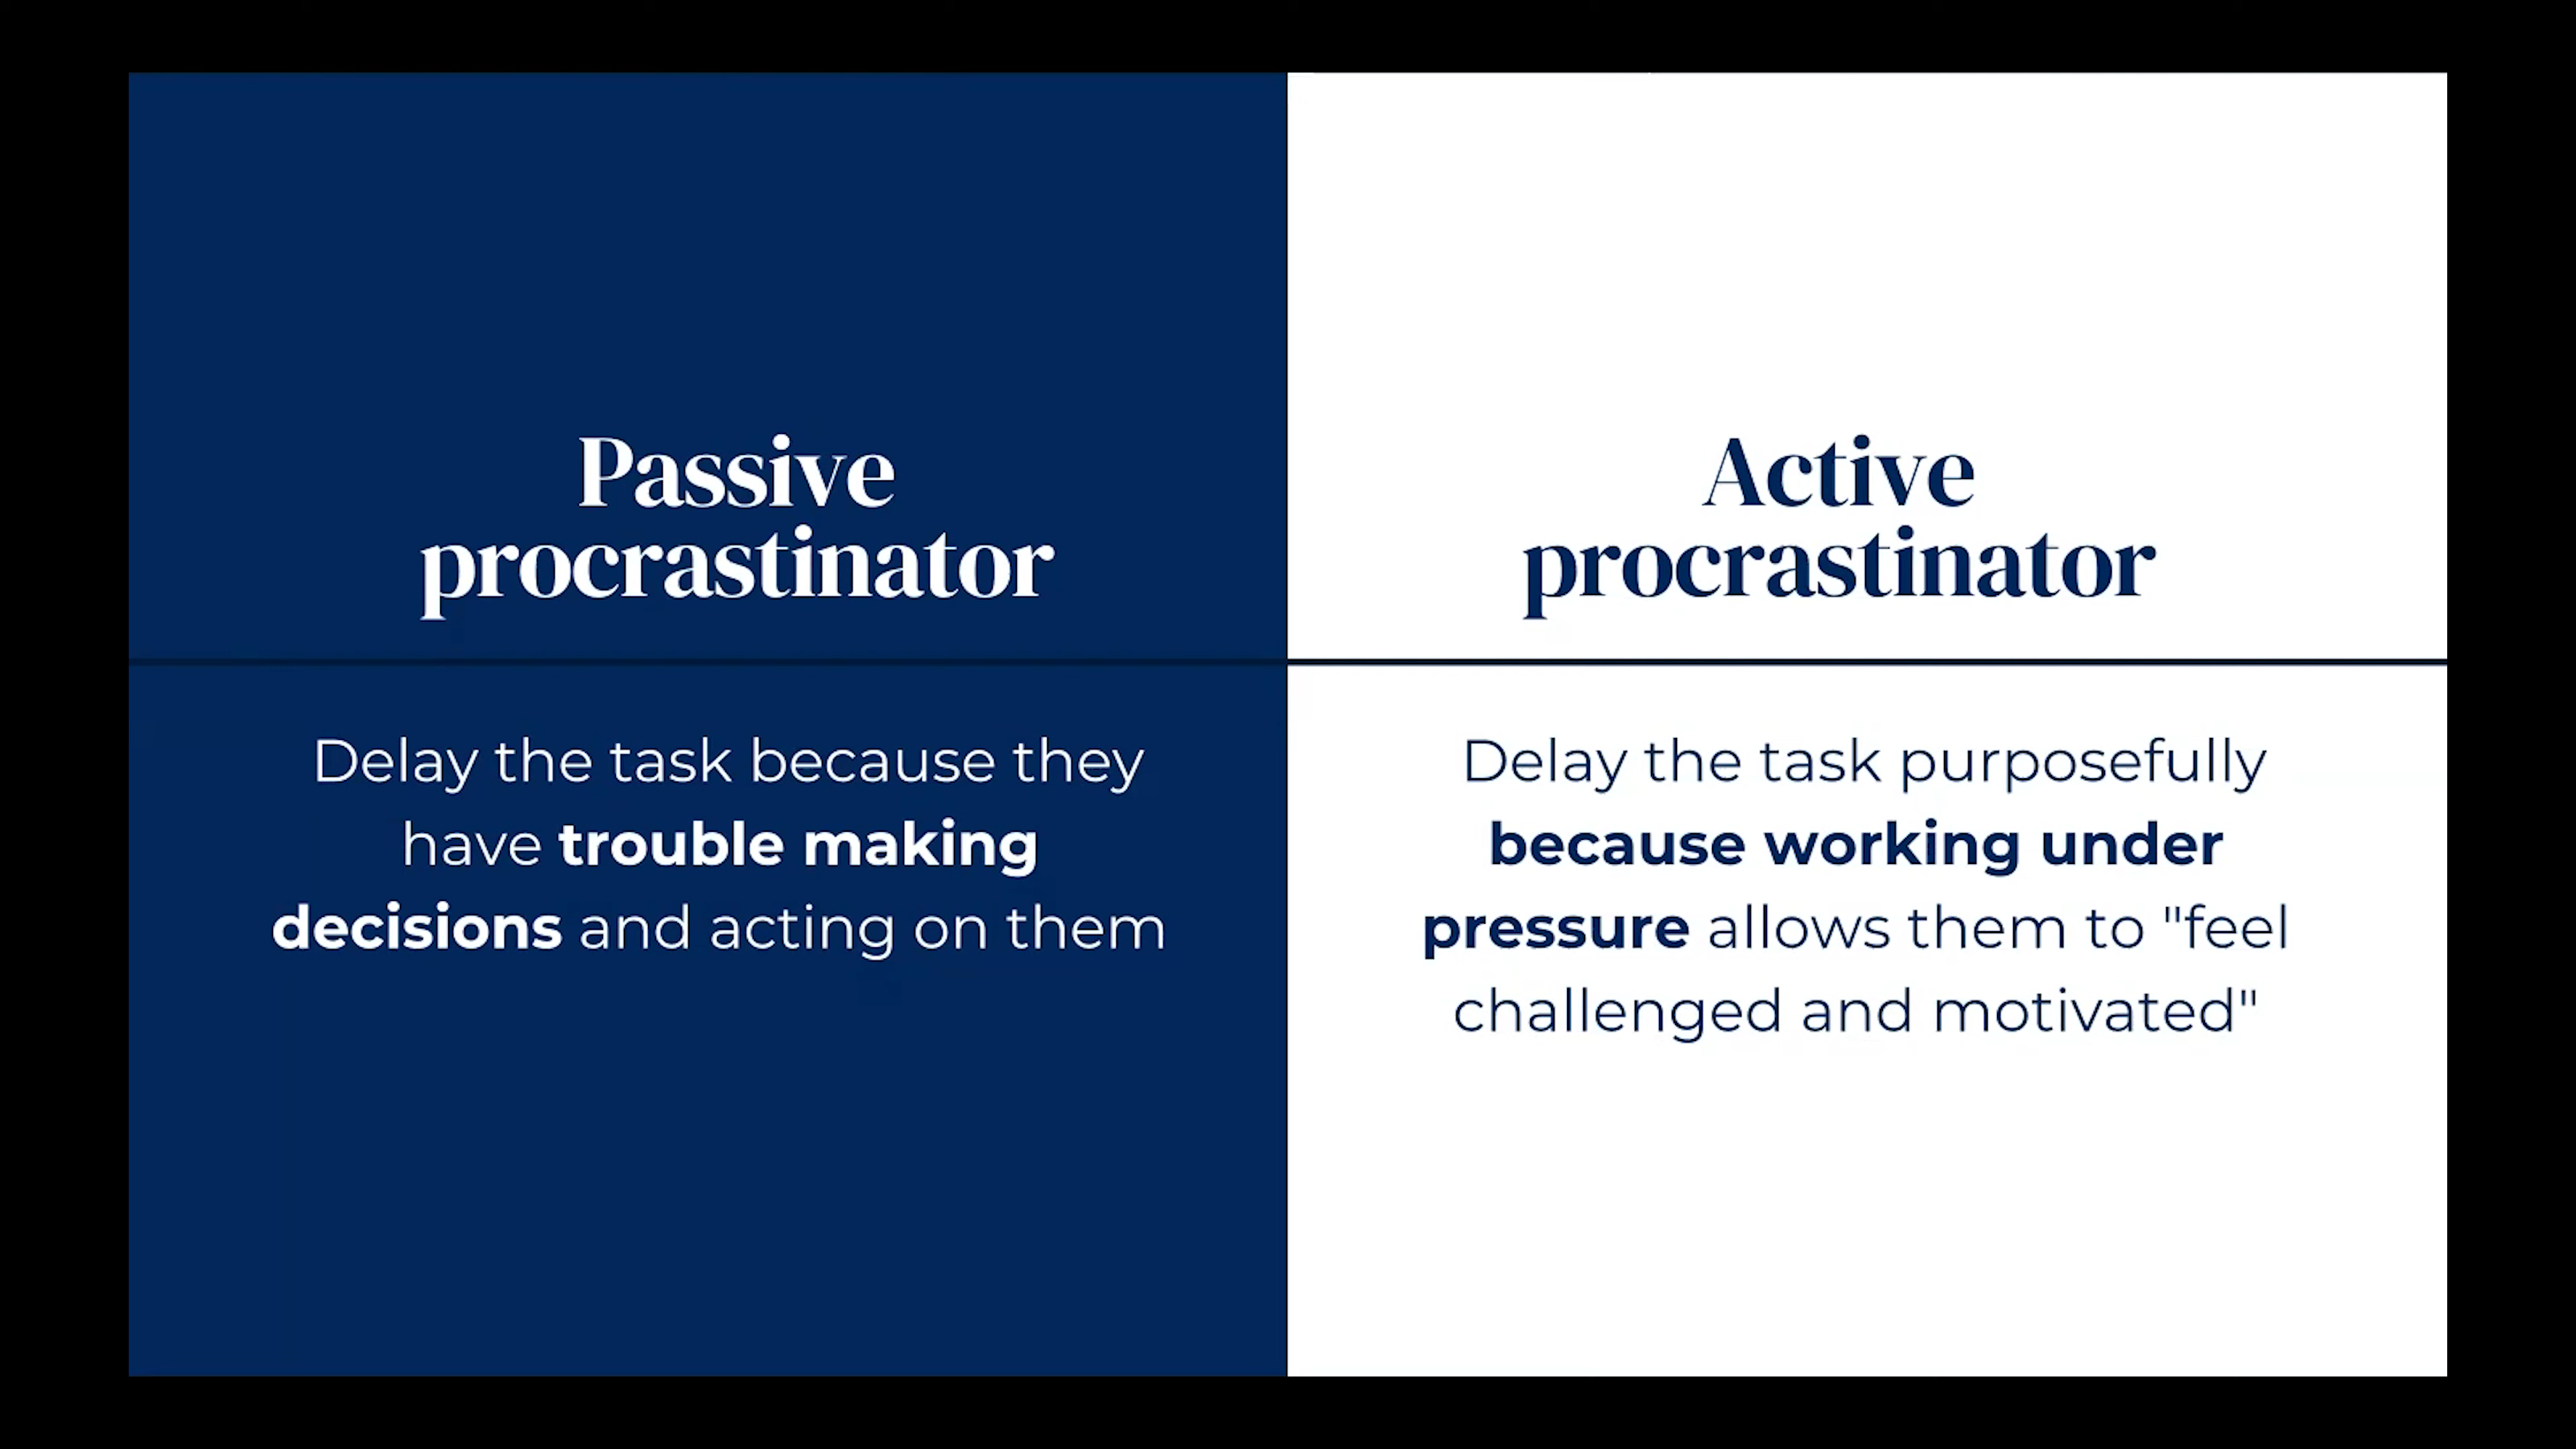 Passive
procrastinator
Delay the task because they
have trouble making
decisions and acting on them
Active
procrastinator
Delay the task purposefully
because working under
pressure allows them to "feel
challenged and motivated"